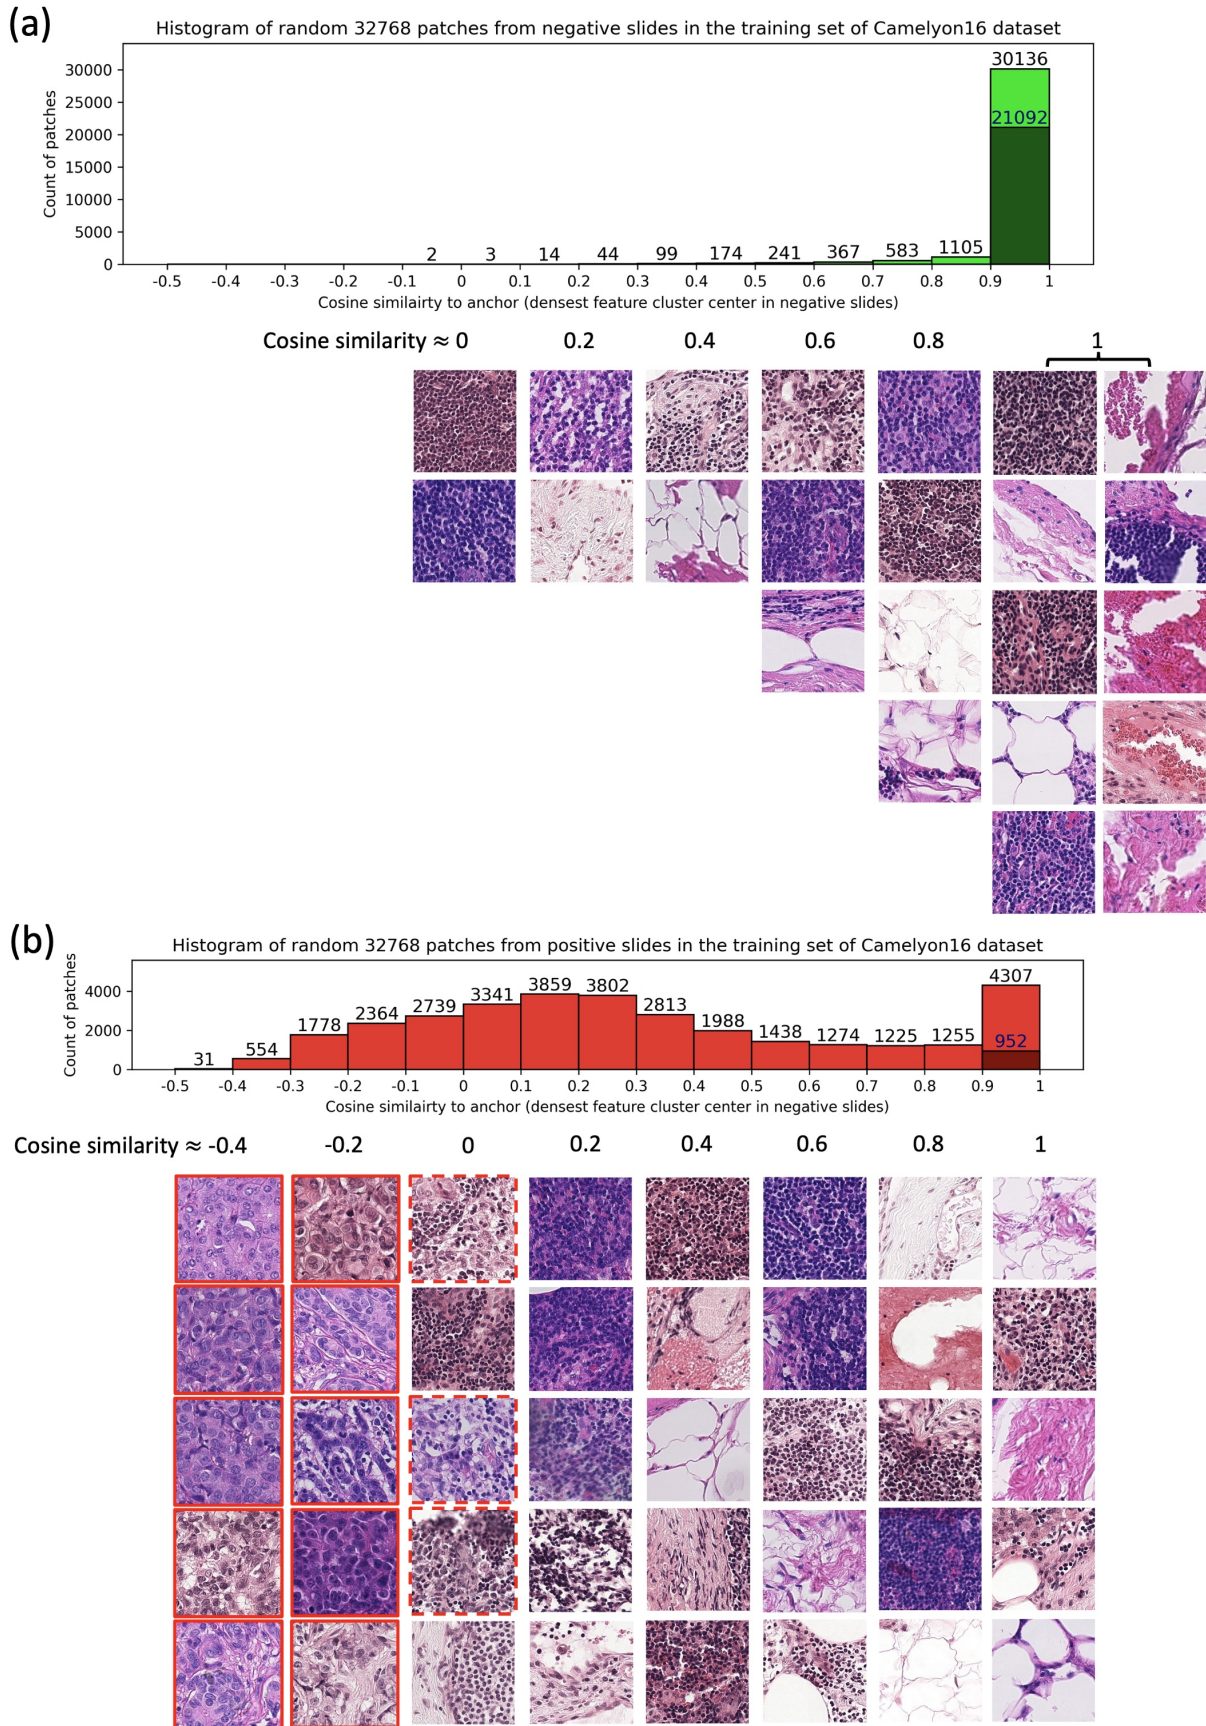 (a)
Histogram of random 32768 patches from negative slides in the training set of Camelyon16 dataset
Count of patches
30000
25000
20000
15000
10000
5000
0
2 3 14 44 99 174 241 367 583 1105 30136
21092
-0.5 -0.4 -0.3 -0.2 -0.1 0 0.1 0.2 0.3 0.4 0.5 0.6 0.7 0.8 0.9 1
Cosine similairty to anchor (densest feature cluster center in negative slides)
Cosine similarity ≈ 0 0.2 0.4 0.6 0.8 1
(b)
Histogram of random 32768 patches from positive slides in the training set of Camelyon16 dataset
Count of patches
4000
2000
0
31 554 1778 2364 2739 3341 3859 3802 2813 1988 1438 1274 1225 1255 4307
952
-0.5 -0.4 -0.3 -0.2 -0.1 0 0.1 0.2 0.3 0.4 0.5 0.6 0.7 0.8 0.9 1
Cosine similairty to anchor (densest feature cluster center in negative slides)
Cosine similarity ≈ -0.4 -0.2 0 0.2 0.4 0.6 0.8 1